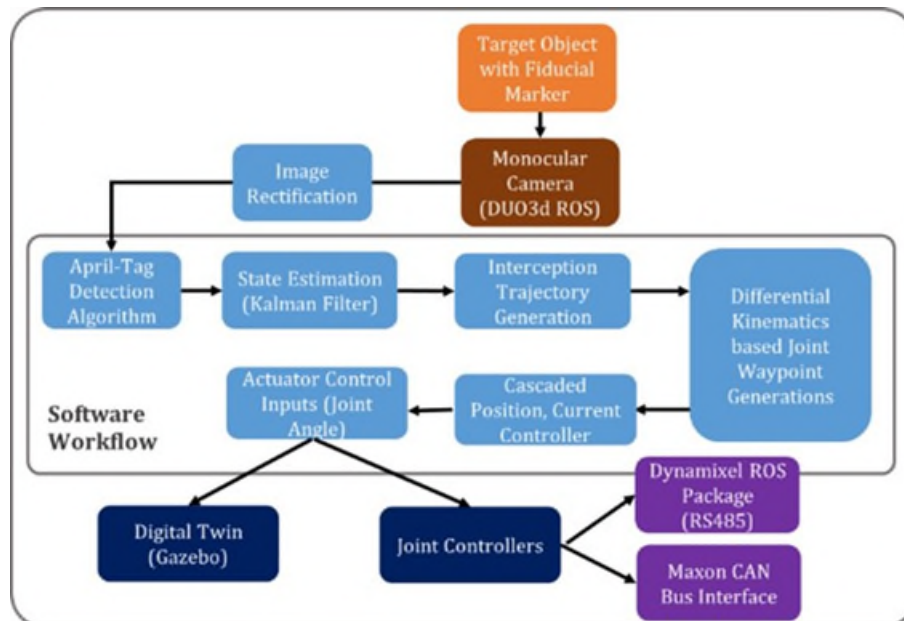 Target Object
with Fiducial
Marker
Image
Rectification
Monocular
Camera
(DUO3d ROS)
April-Tag
Detection
Algorithm
State Estimation
(Kalman Filter)
Interception
Trajectory
Generation
Differential
Kinematics
based Joint
Waypoint
Generations
Software
Workflow
Actuator Control
Inputs (Joint
Angle)
Cascaded
Position, Current
Controller
Digital Twin
(Gazebo)
Joint Controllers
Dynamixel ROS
Package
(RS485)
Maxon CAN
Bus Interface